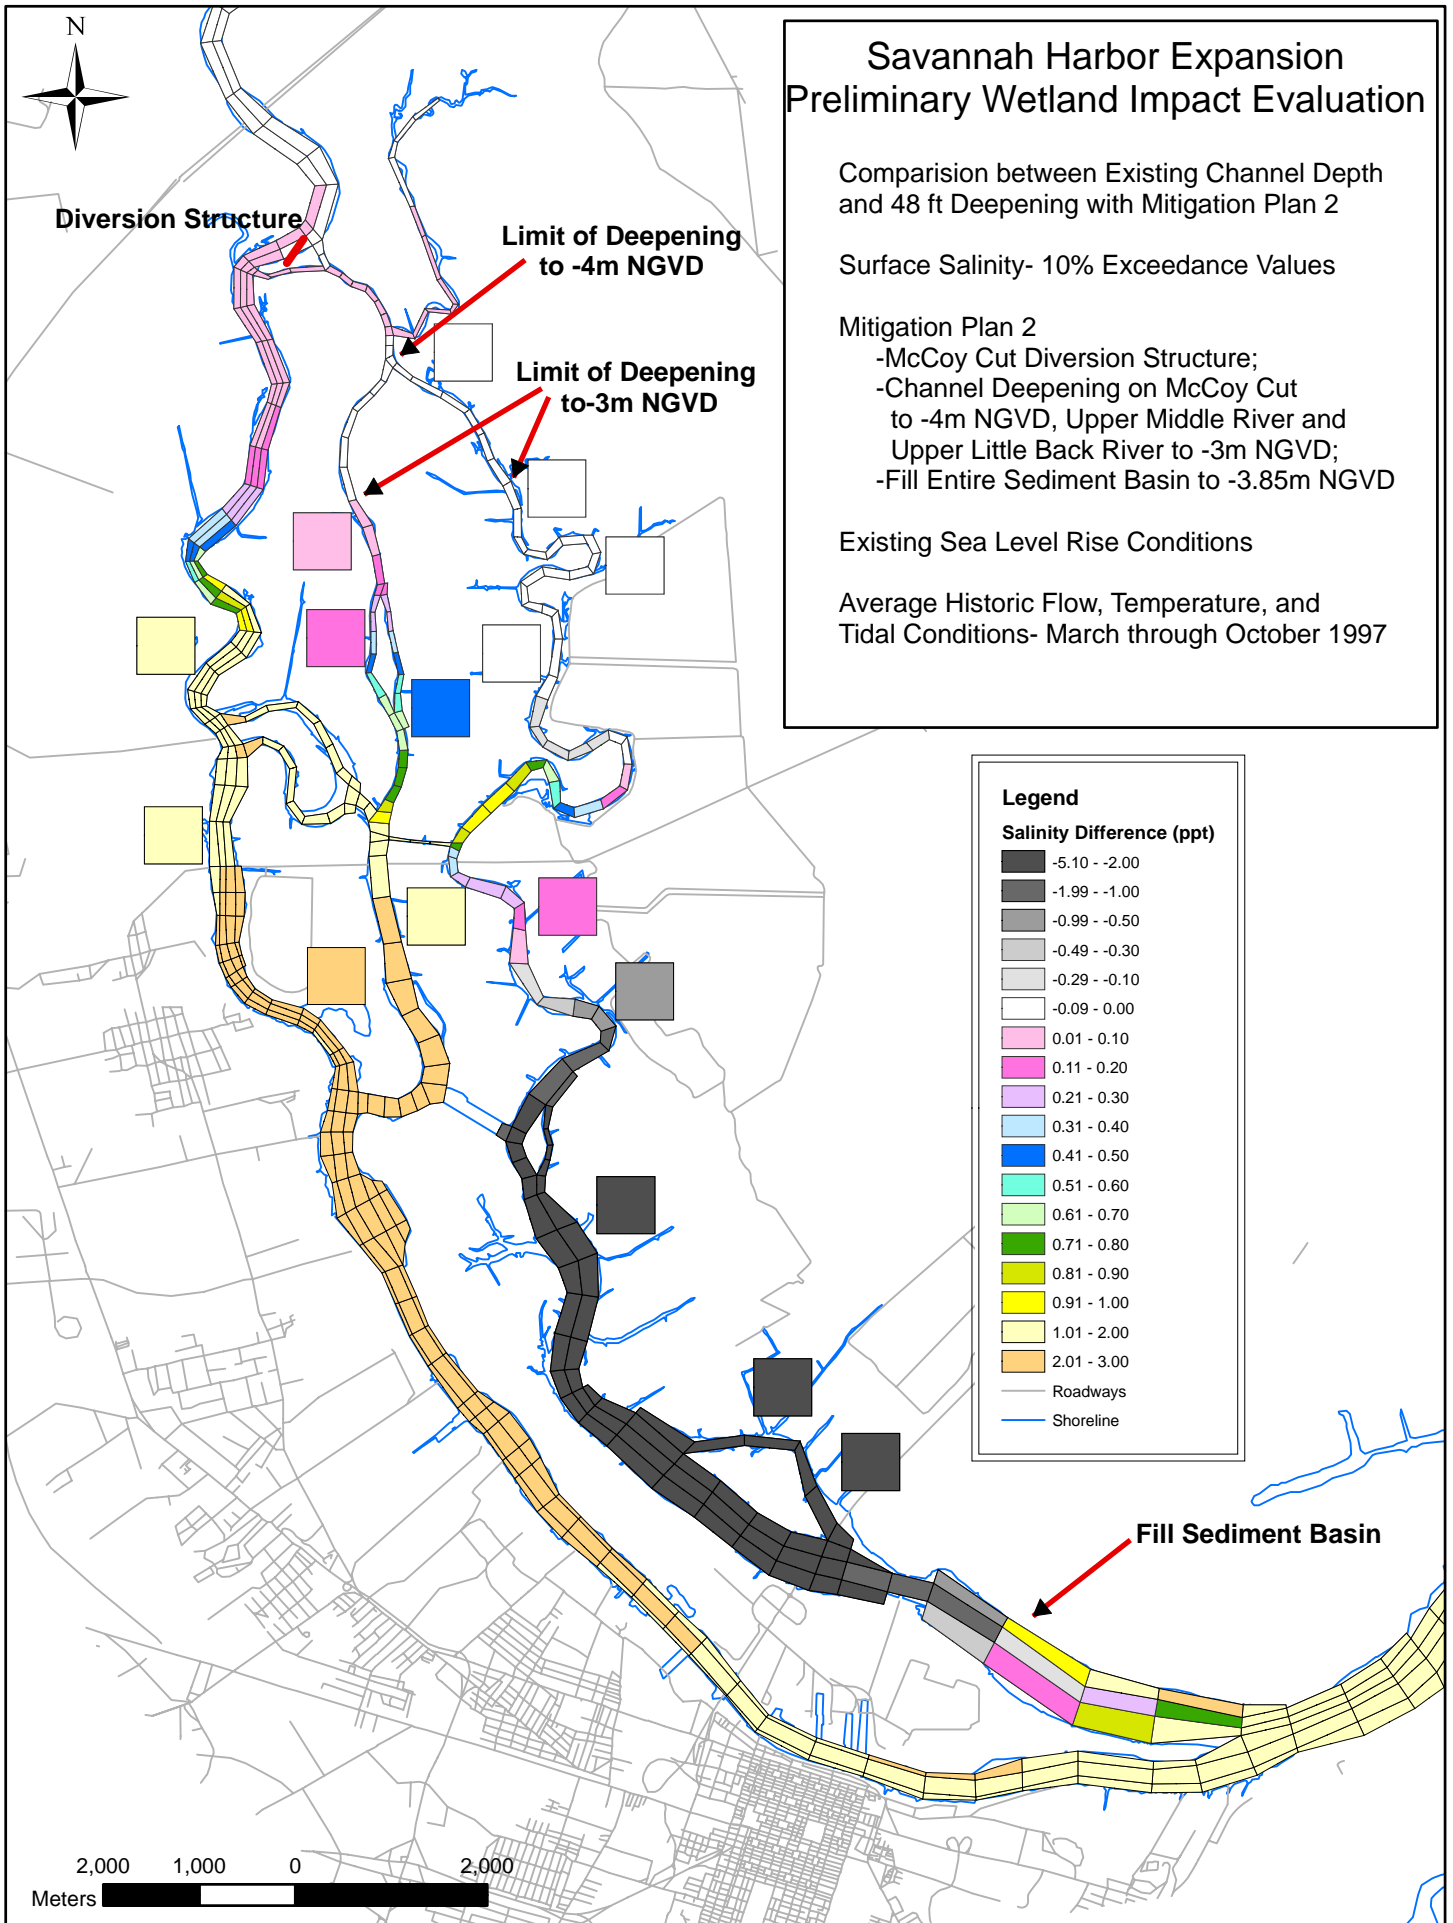 N
Savannah Harbor Expansion
Preliminary Wetland Impact Evaluation
Comparision between Existing Channel Depth
and 48 ft Deepening with Mitigation Plan 2
Surface Salinity- 10% Exceedance Values
Mitigation Plan 2
-McCoy Cut Diversion Structure;
-Channel Deepening on McCoy Cut
to -4m NGVD, Upper Middle River and
Upper Little Back River to -3m NGVD;
-Fill Entire Sediment Basin to -3.85m NGVD
Existing Sea Level Rise Conditions
Average Historic Flow, Temperature, and
Tidal Conditions- March through October 1997
Diversion Structure
Limit of Deepening
to -4m NGVD
Limit of Deepening
to-3m NGVD
Legend
Salinity Difference (ppt)
-5.10 - -2.00
-1.99 - -1.00
-0.99 - -0.50
-0.49 - -0.30
-0.29 - -0.10
-0.09 - 0.00
0.01 - 0.10
0.11 - 0.20
0.21 - 0.30
0.31 - 0.40
0.41 - 0.50
0.51 - 0.60
0.61 - 0.70
0.71 - 0.80
0.81 - 0.90
0.91 - 1.00
1.01 - 2.00
2.01 - 3.00
Roadways
Shoreline
Fill Sediment Basin
2,000 1,000 0 2,000
Meters